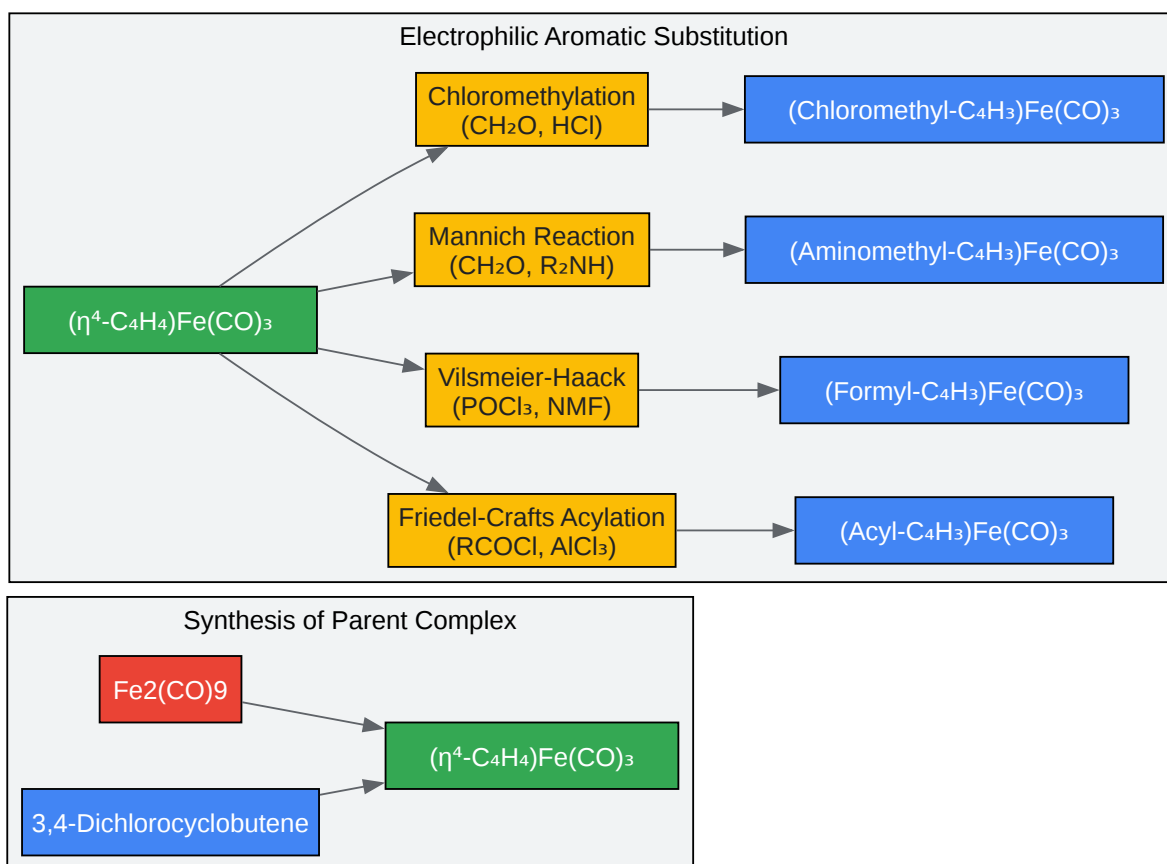 Electrophilic Aromatic Substitution
Chloromethylation
(CH₂O, HCl)
(Chloromethyl-C₄H₃)Fe(CO)₃
Mannich Reaction
(CH₂O, R₂NH)
(Aminomethyl-C₄H₃)Fe(CO)₃
(η⁴-C₄H₄)Fe(CO)₃
Vilsmeier-Haack
(POCl₃, NMF)
(Formyl-C₄H₃)Fe(CO)₃
Friedel-Crafts Acylation
(RCOCl, AlCl₃)
(Acyl-C₄H₃)Fe(CO)₃
Synthesis of Parent Complex
Fe2(CO)9
(η⁴-C₄H₄)Fe(CO)₃
3,4-Dichlorocyclobutene